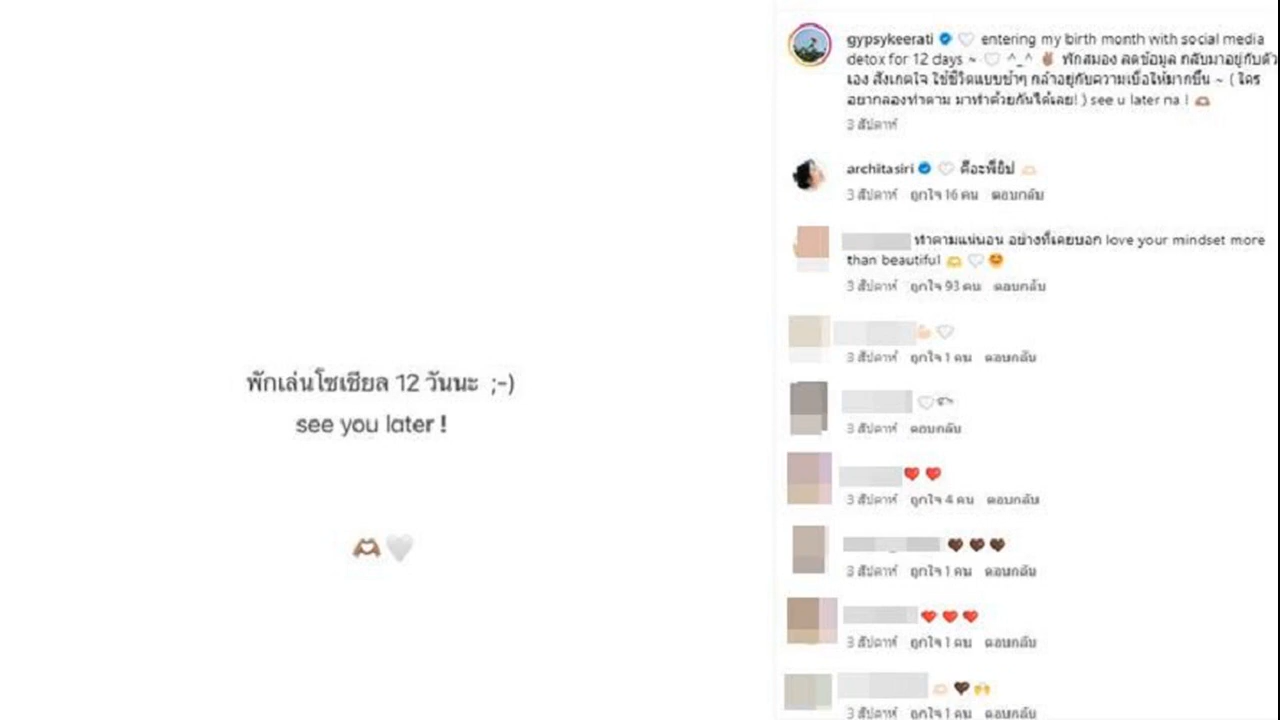 พักเล่นโซเชียล 12 วันนะ ;-)
see you later !
🫶🏽🤍
gypsykeerati 🤍 entering my birth month with social media
detox for 12 days ~ 🤍 ^_^ ✌🏽 พักสมอง ลดข้อมูล กลับมาอยู่กับตัว
เอง สังเกตใจ ใช้ชีวิตแบบช้าๆ กล้าอยู่กับความเบื่อให้มากขึ้น ~ ( ใคร
อยากลองทำตาม มาทำด้วยกันได้เลย! ) see u later na ! 🫶🏽
3 สัปดาห์
architasiri 🤍 คือะพี่ยิป 🫶🏻
3 สัปดาห์ ถูกใจ 16 คน ตอบกลับ
ทำตามแน่นอน อย่างที่เคยบอก love your mindset more
than beautiful 🫶🤍🤩
3 สัปดาห์ ถูกใจ 93 คน ตอบกลับ
💪🏻🤍
3 สัปดาห์ ถูกใจ 1 คน ตอบกลับ
3 สัปดาห์ ตอบกลับ
❤️❤️
3 สัปดาห์ ถูกใจ 4 คน ตอบกลับ
🤎🤎🤎
3 สัปดาห์ ถูกใจ 1 คน ตอบกลับ
❤️❤️❤️
3 สัปดาห์ ถูกใจ 1 คน ตอบกลับ
🫶🏻🤎🙌
3 สัปดาห์ ถูกใจ 1 คน ตอบกลับ